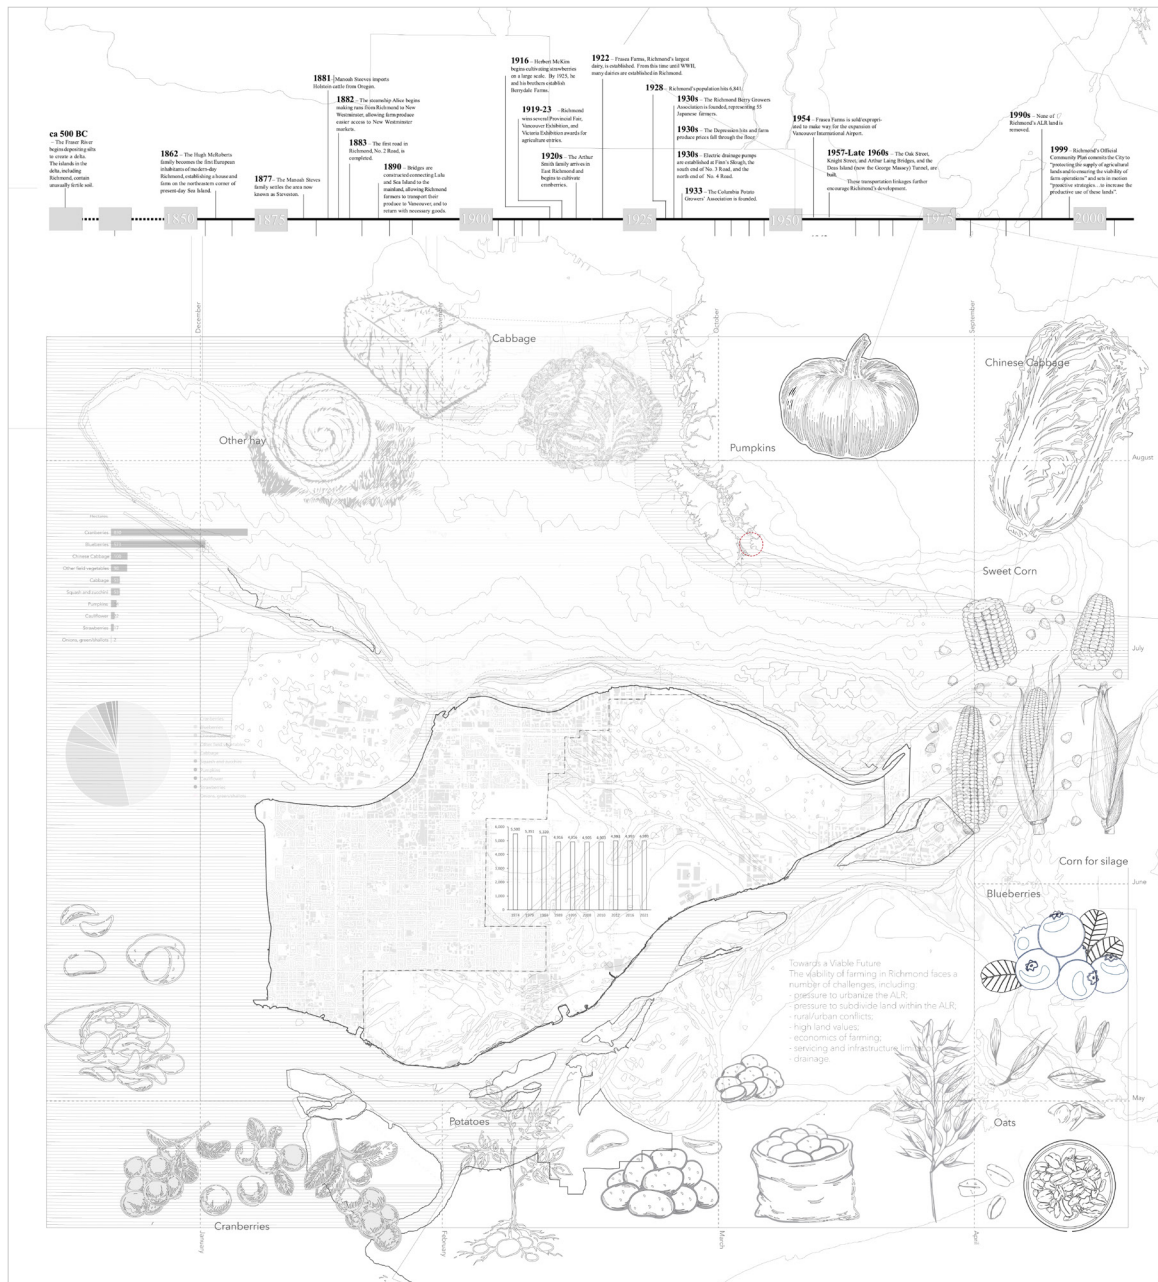 1881 – Manoah Steeves imports
Holstein cattle from Oregon.
1882 – The steamship Alice begins
making runs from Richmond to New
Westminster, allowing farm produce
easier access to New Westminster
markets.
1883 – The first road in
Richmond, No. 2 Road, is
completed.
1890 - Bridges are
constructed connecting Lulu
and Sea Island to the
mainland, allowing Richmond
farmers to transport their
produce to Vancouver, and to
return with necessary goods.
1916 – Herbert McKim
begins cultivating strawberries
on a large scale. By 1925, he
and his brothers establish
Berrydale Farms.
1919-23 – Richmond
wins several Provincial Fair,
Vancouver Exhibition, and
Victoria Exhibition awards for
agriculture entries.
1920s – The Arthur
Smith family arrives in
East Richmond and
begins to cultivate
cranberries.
1922 – Frasea Farms, Richmond's largest
dairy, is established. From this time until WWII,
many dairies are established in Richmond.
1928 - Richmond's population hits 6,841.
1930s – The Richmond Berry Growers
Association is founded, representing 55
Japanese farmers.
1930s – The Depression hits and farm
produce prices fall through the floor
1930s – Electric drainage pumps
are established at Finn's Slough, the
south end of No. 3 Road, and the
north end of No. 4 Road.
1933 – The Columbia Potato
Growers' Association is founded.
1954 – Frasea Farms is sold/expropri-
ated to make way for the expansion of
Vancouver International Airport.
1957-Late 1960s – The Oak Street,
Knight Street, and Arthur Laing Bridges, and the
Deas Island (now the George Massey) Tunnel, are
built.
These transportation linkages further
encourage Richmond's development.
1990s – None of
Richmond's ALR land is
removed.
1999 – Richmond's Official
Community Plan commits the City to
"protecting the supply of agricultural
lands and to ensuring the viability of
farm operations" and sets in motion
"proactive strategies…to increase the
productive use of these lands".
ca 500 BC
– The Fraser River
begins depositing silts
to create a delta.
The islands in the
delta, including
Richmond, contain
unusually fertile soil.
1862 – The Hugh McRoberts
family becomes the first European
inhabitants of modern-day
Richmond, establishing a house and
farm on the northeastern corner of
present-day Sea Island.
1877- The Manoah Steves
family settles the area now
known as Steveston.
1850 1875 1900 1925 1950 1975 2000
December
November
October
September
Cabbage
Chinese Cabbage
Other hay
Pumpkins
August
Hectares
Cranberries
Blueberries
Chinese Cabbage
Other field vegetables
Cabbage
Squash and zucchini
Pumpkins
Cauliflower
Strawberries
Sweet Corn
July
Corn for silage
June
Blueberries
Towards a Viable Future
The viability of farming in Richmond faces a
number of challenges, including:
- pressure to urbanize the ALR;
- pressure to subdivide land within the ALR;
- rural/urban conflicts;
- high land values;
- economics of farming;
- servicing and infrastructure limits;
- drainage.
May
Potatoes
Oats
Cranberries
January
February
March
April